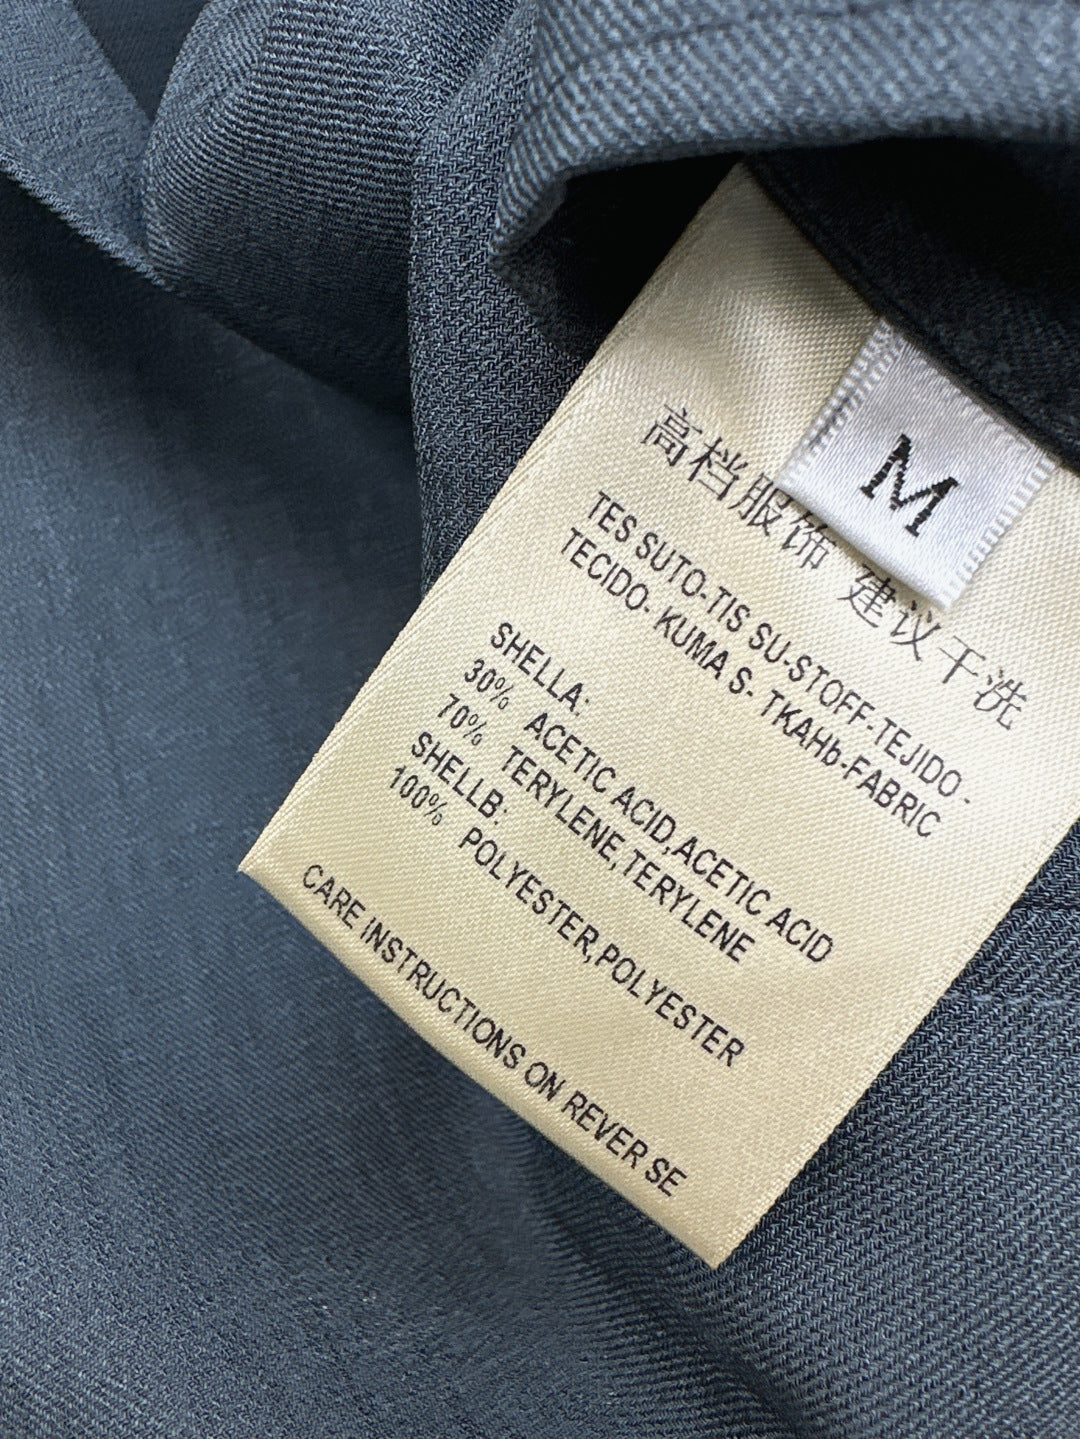 M
高档服饰 建议干洗
TES SUTO-TIS SU-STOFF-TEJIDO-
TECIDO- KUMA S- TKAHb-FABRIC
SHELLA:
30% ACETIC ACID,ACETIC ACID
70% TERYLENE,TERYLENE
SHELLB:
100% POLYESTER,POLYESTER
CARE INSTRUCTIONS ON REVER SE